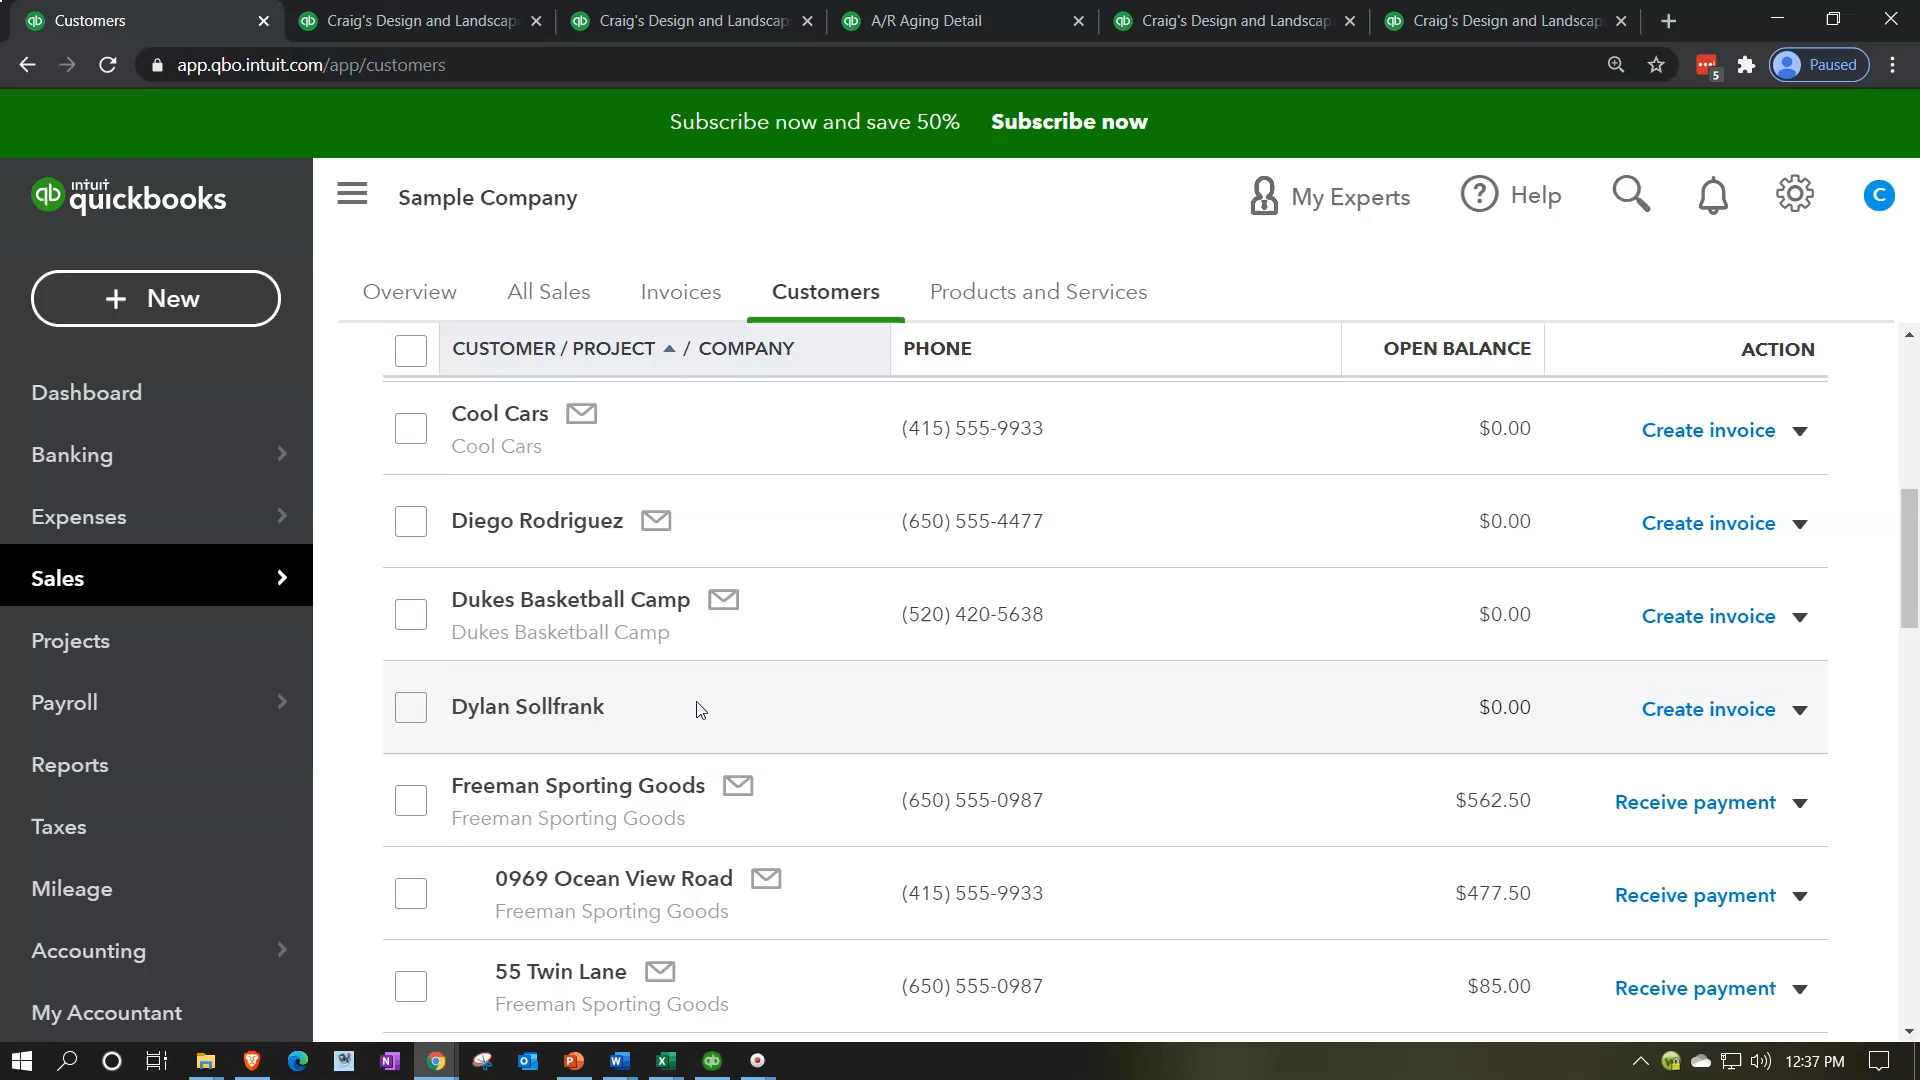 Customers
Craig's Design and Landscap
Craig's Design and Landscap
A/R Aging Detail
Craig's Design and Landscap
Craig's Design and Landscap
app.qbo.intuit.com/app/customers
5
Paused
Subscribe now and save 50% Subscribe now
qb intuit quickbooks
Sample Company
My Experts
Help
C
+ New
Dashboard
Banking
Expenses
Sales
Projects
Payroll
Reports
Taxes
Mileage
Accounting
My Accountant
Overview All Sales Invoices Customers Products and Services
CUSTOMER / PROJECT / COMPANY PHONE OPEN BALANCE ACTION
Cool Cars
Cool Cars
(415) 555-9933 $0.00 Create invoice
Diego Rodriguez (650) 555-4477 $0.00 Create invoice
Dukes Basketball Camp
Dukes Basketball Camp
(520) 420-5638 $0.00 Create invoice
Dylan Sollfrank $0.00 Create invoice
Freeman Sporting Goods
Freeman Sporting Goods
(650) 555-0987 $562.50 Receive payment
0969 Ocean View Road
Freeman Sporting Goods
(415) 555-9933 $477.50 Receive payment
55 Twin Lane
Freeman Sporting Goods
(650) 555-0987 $85.00 Receive payment
12:37 PM